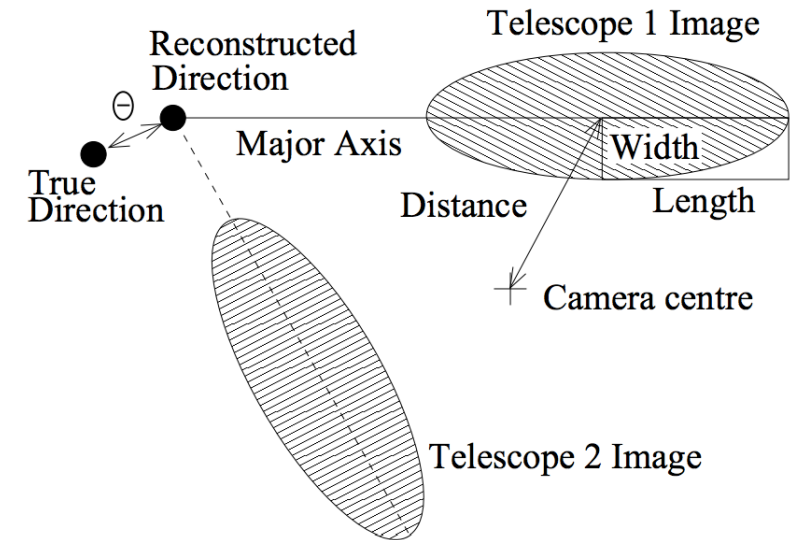 Telescope 1 Image
Reconstructed
Direction
Θ
Major Axis
Width
True
Direction
Distance
Length
Camera centre
Telescope 2 Image